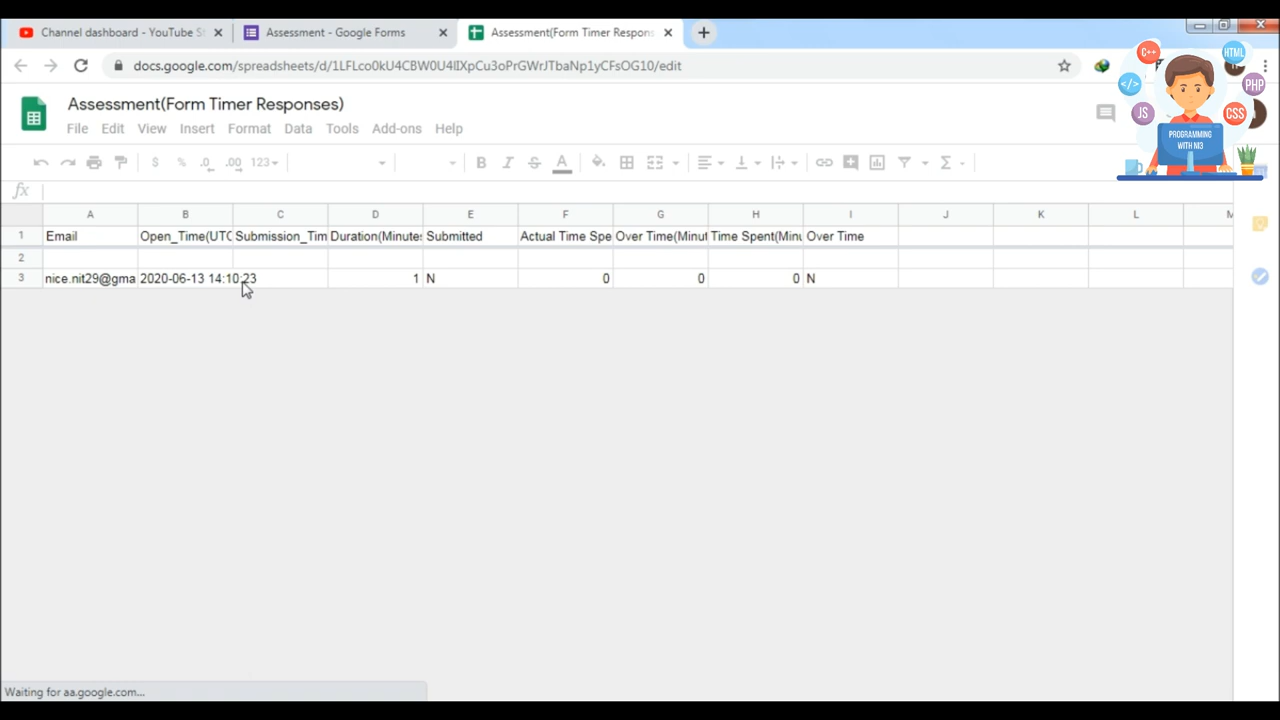 Channel dashboard - YouTube St
Assessment - Google Forms
Assessment(Form Timer Respons
docs.google.com/spreadsheets/d/
Assessment(Form Timer Responses)
File Edit View Insert Format Data Tools Add-ons Help
$ % .0 .00 123
B I S A
fx
A B C D E F G H I J K L M
1 Email Open_Time(UTC Submission_Tim Duration(Minutes Submitted Actual Time Spe Over Time(Minut Time Spent(Minu Over Time
2
3 nice.nit29@gma 2020-06-13 14:10:23 1 N 0 0 0 N
Waiting for aa.google.com...
C++
HTML
</>
PHP
JS
CSS
PROGRAMMING
WITH NI3